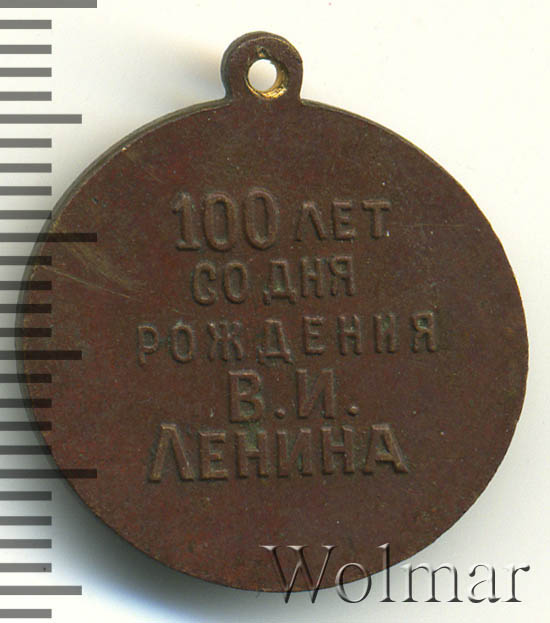 100 ЛЕТ
СО ДНЯ
РОЖДЕНИЯ
В.И.
ЛЕНИНА
Wolmar